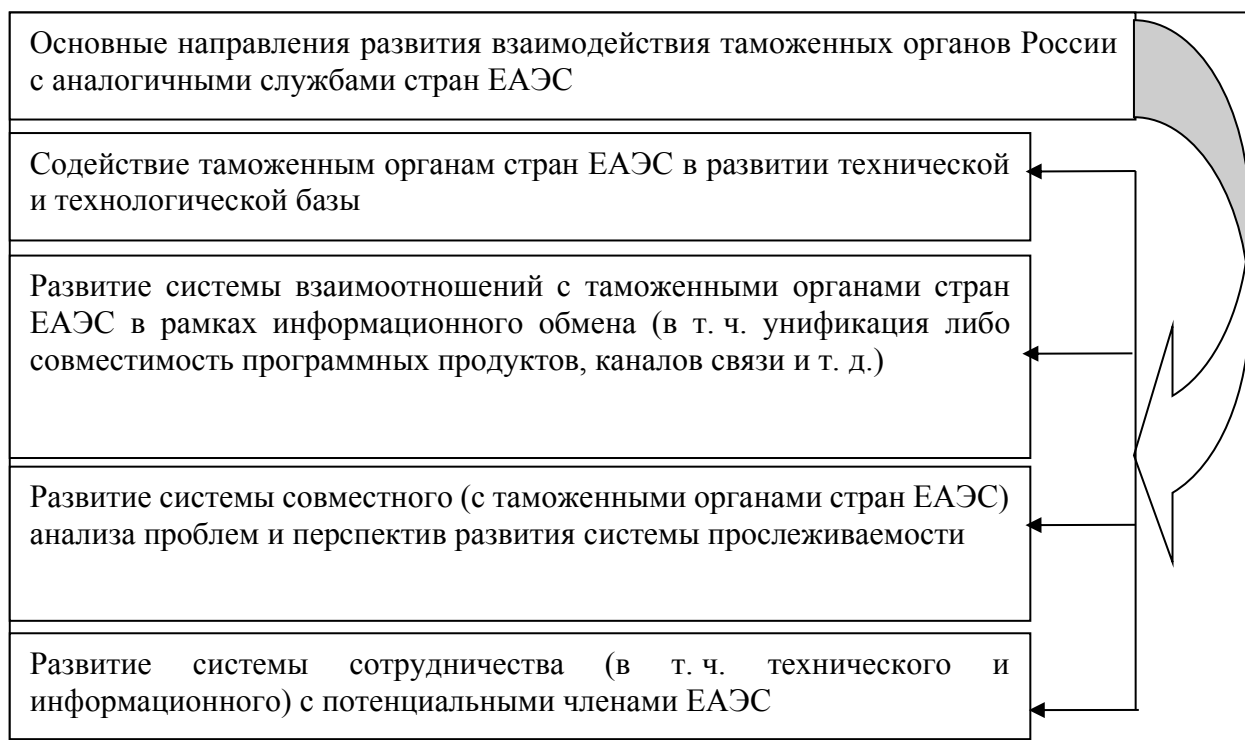 Основные направления развития взаимодействия таможенных органов России
с аналогичными службами стран ЕАЭС
Содействие таможенным органам стран ЕАЭС в развитии технической
и технологической базы
Развитие системы взаимоотношений с таможенными органами стран
ЕАЭС в рамках информационного обмена (в т. ч. унификация либо
совместимость программных продуктов, каналов связи и т. д.)
Развитие системы совместного (с таможенными органами стран ЕАЭС)
анализа проблем и перспектив развития системы прослеживаемости
Развитие системы сотрудничества (в т. ч. технического и
информационного) с потенциальными членами ЕАЭС